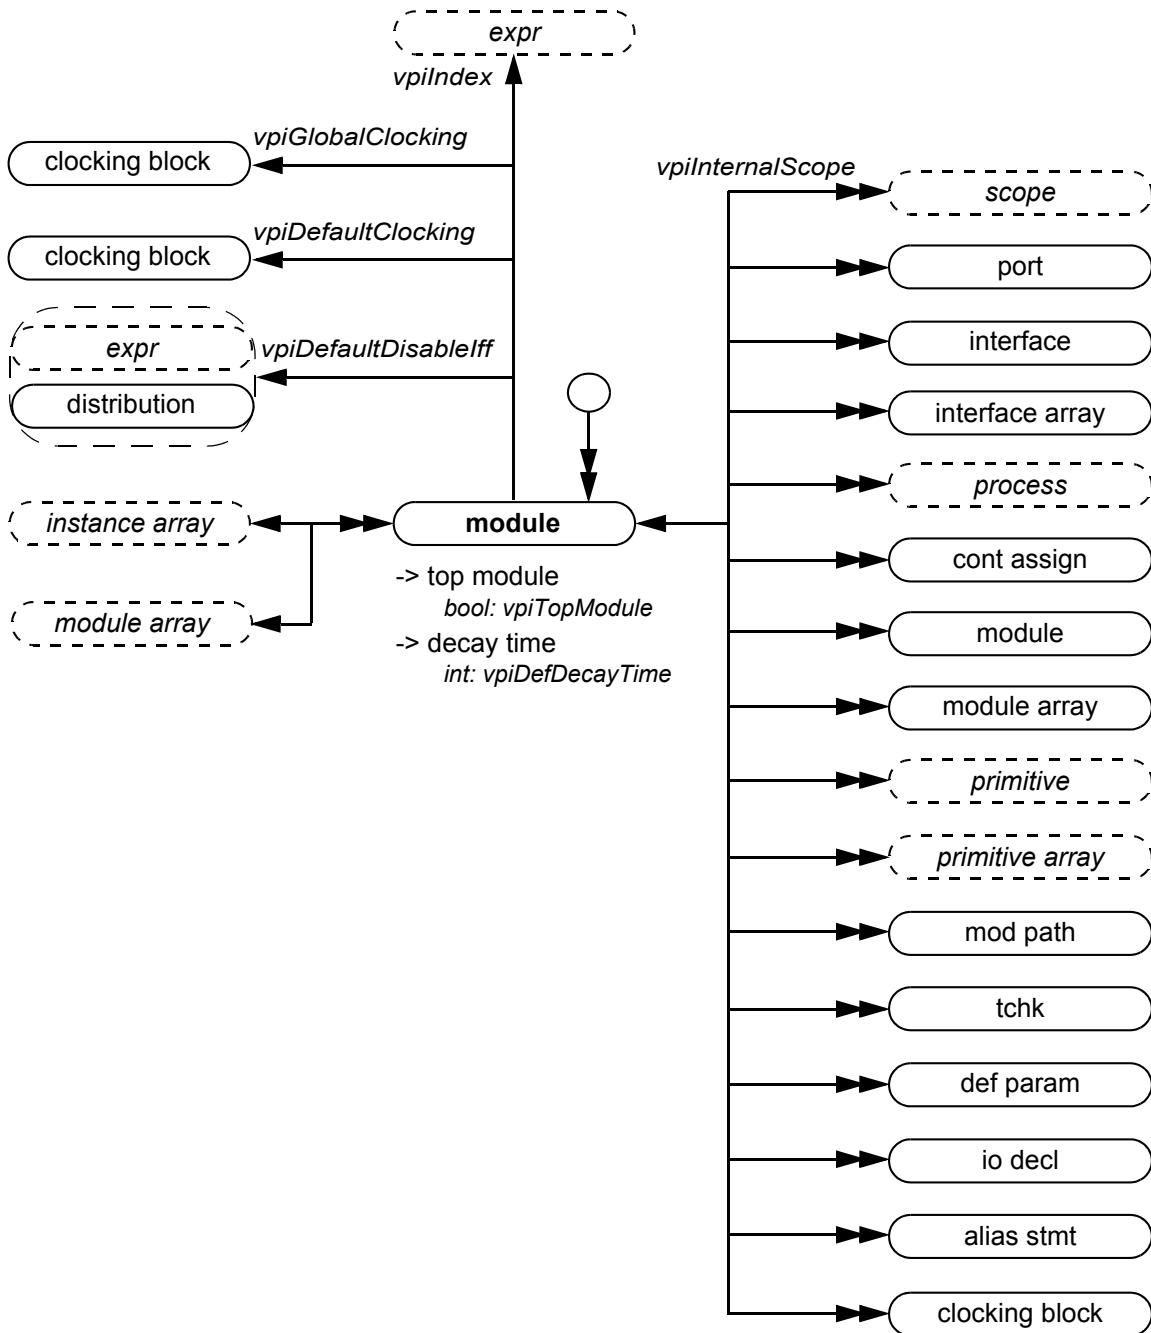 expr
vpiIndex
vpiGlobalClocking
clocking block
vpiDefaultClocking
clocking block
expr
vpiDefaultDisableIff
distribution
instance array
module array
module
-> top module
bool: vpiTopModule
-> decay time
int: vpiDefDecayTime
vpiInternalScope
scope
port
interface
interface array
process
cont assign
module
module array
primitive
primitive array
mod path
tchk
def param
io decl
alias stmt
clocking block